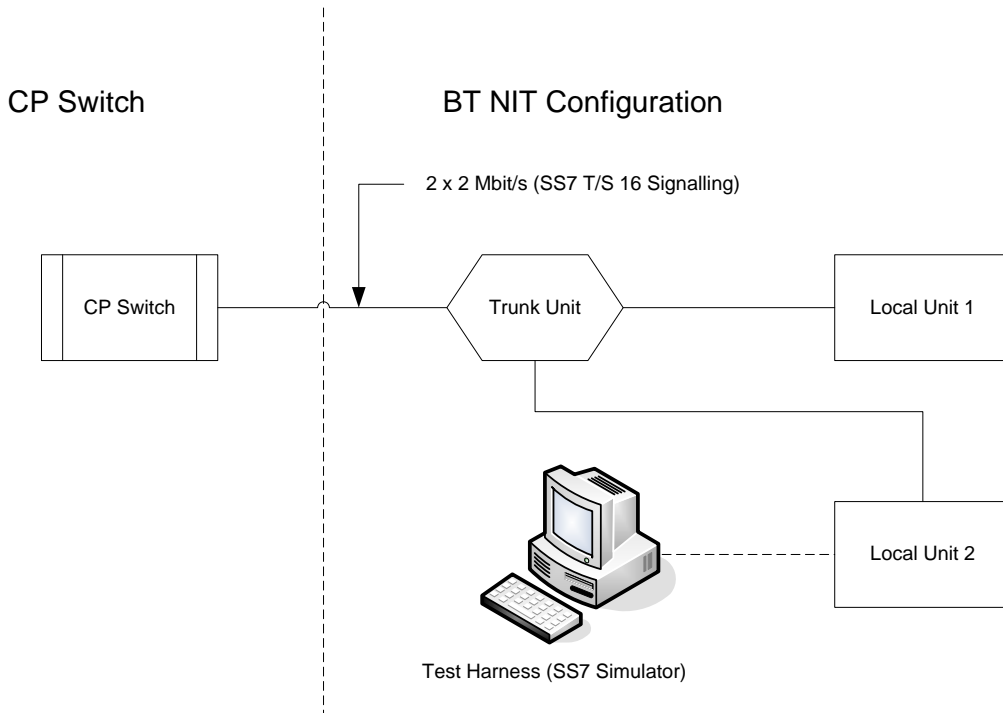 CP Switch
BT NIT Configuration
2 x 2 Mbit/s (SS7 T/S 16 Signalling)
CP Switch
Trunk Unit
Local Unit 1
Local Unit 2
Test Harness (SS7 Simulator)